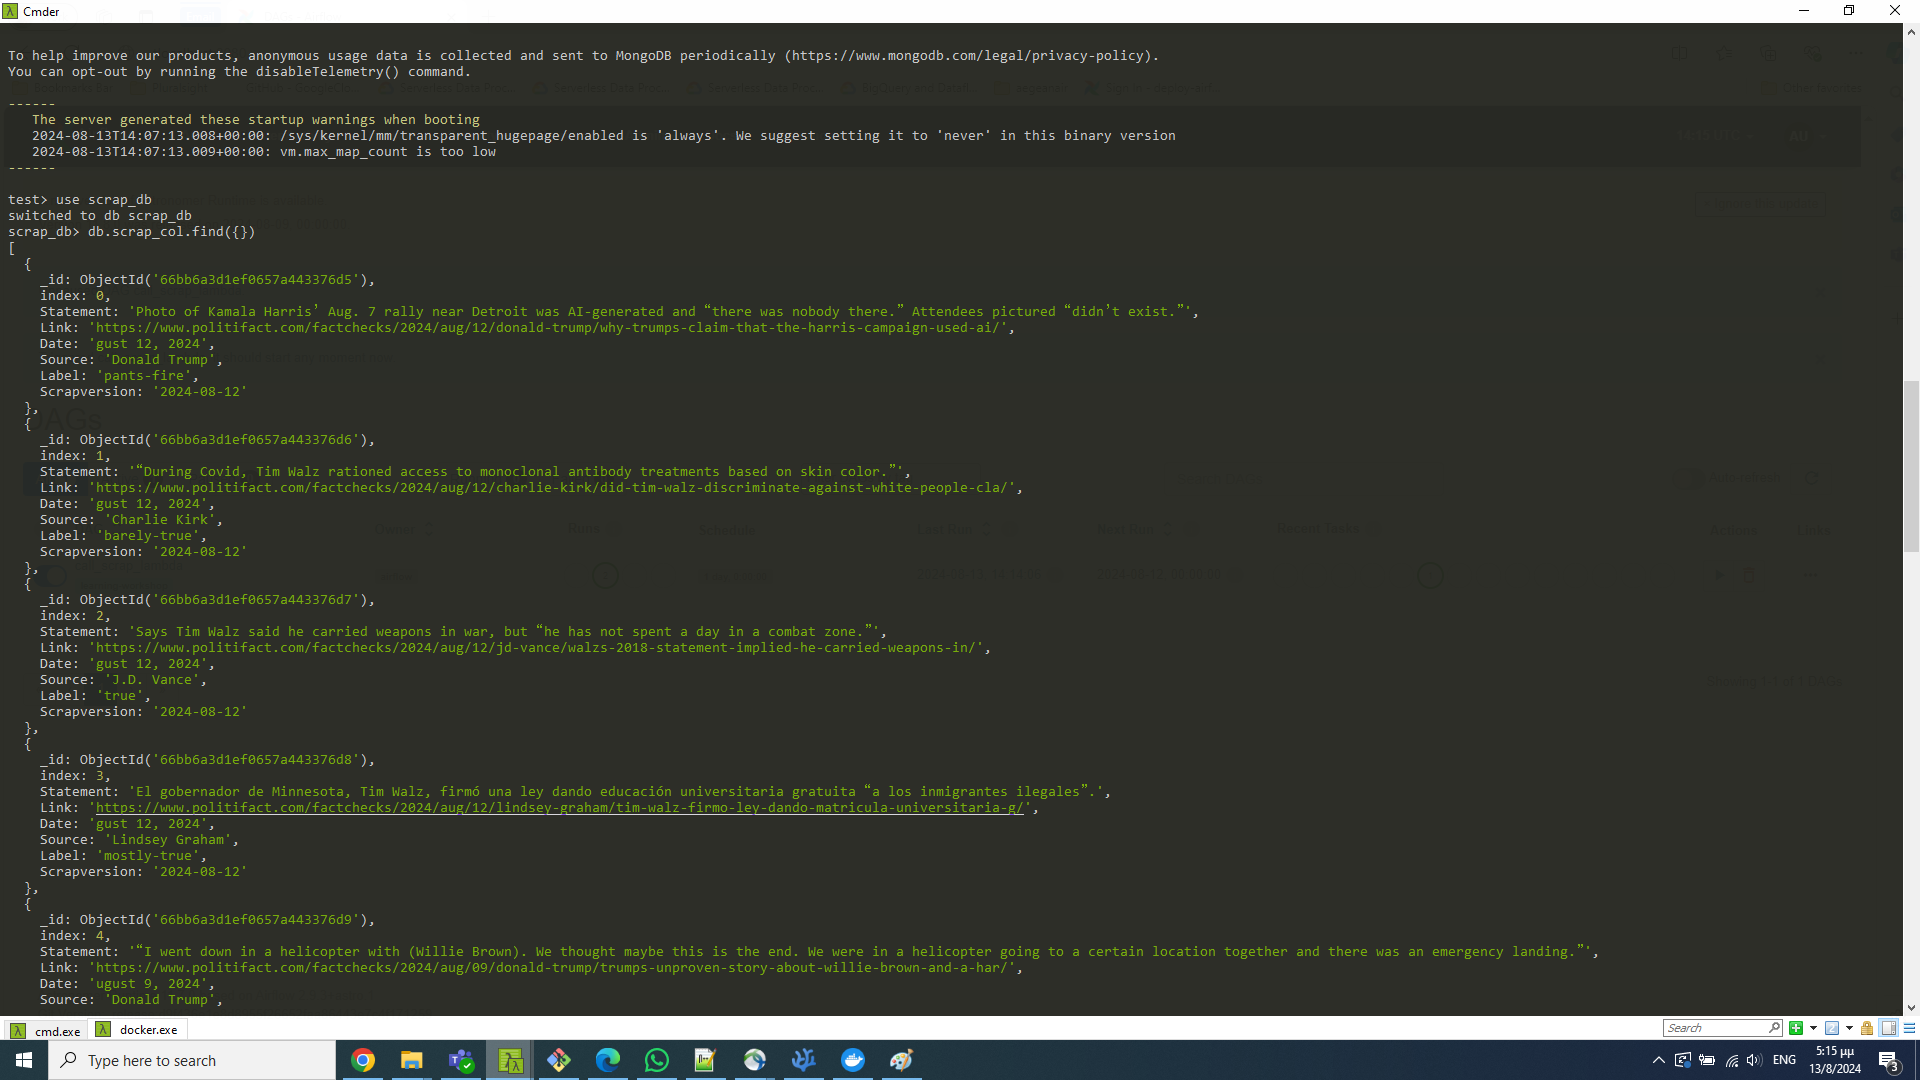 Cmder
To help improve our products, anonymous usage data is collected and sent to MongoDB periodically (https://www.mongodb.com/legal/privacy-policy).
You can opt-out by running the disableTelemetry() command.
------
The server generated these startup warnings when booting
2024-08-13T14:07:13.008+00:00: /sys/kernel/mm/transparent_hugepage/enabled is 'always'. We suggest setting it to 'never' in this binary version
2024-08-13T14:07:13.009+00:00: vm.max_map_count is too low
------
test> use scrap_db
switched to db scrap_db
scrap_db> db.scrap_col.find({})
[
{
_id: ObjectId('66bb6a3d1ef0657a443376d5'),
index: 0,
Statement: 'Photo of Kamala Harris’ Aug. 7 rally near Detroit was AI-generated and “there was nobody there.” Attendees pictured “didn’t exist.”',
Link: 'https://www.politifact.com/factchecks/2024/aug/12/donald-trump/why-trumps-claim-that-the-harris-campaign-used-ai/',
Date: 'gust 12, 2024',
Source: 'Donald Trump',
Label: 'pants-fire',
Scrapversion: '2024-08-12'
},
{
_id: ObjectId('66bb6a3d1ef0657a443376d6'),
index: 1,
Statement: '“During Covid, Tim Walz rationed access to monoclonal antibody treatments based on skin color.”',
Link: 'https://www.politifact.com/factchecks/2024/aug/12/charlie-kirk/did-tim-walz-discriminate-against-white-people-cla/',
Date: 'gust 12, 2024',
Source: 'Charlie Kirk',
Label: 'barely-true',
Scrapversion: '2024-08-12'
},
{
_id: ObjectId('66bb6a3d1ef0657a443376d7'),
index: 2,
Statement: 'Says Tim Walz said he carried weapons in war, but “he has not spent a day in a combat zone.”',
Link: 'https://www.politifact.com/factchecks/2024/aug/12/jd-vance/walzs-2018-statement-implied-he-carried-weapons-in/',
Date: 'gust 12, 2024',
Source: 'J.D. Vance',
Label: 'true',
Scrapversion: '2024-08-12'
},
{
_id: ObjectId('66bb6a3d1ef0657a443376d8'),
index: 3,
Statement: 'El gobernador de Minnesota, Tim Walz, firmó una ley dando educación universitaria gratuita “a los inmigrantes ilegales”.',
Link: 'https://www.politifact.com/factchecks/2024/aug/12/lindsey-graham/tim-walz-firmo-ley-dando-matricula-universitaria-g/',
Date: 'gust 12, 2024',
Source: 'Lindsey Graham',
Label: 'mostly-true',
Scrapversion: '2024-08-12'
},
{
_id: ObjectId('66bb6a3d1ef0657a443376d9'),
index: 4,
Statement: '“I went down in a helicopter with (Willie Brown). We thought maybe this is the end. We were in a helicopter going to a certain location together and there was an emergency landing.”',
Link: 'https://www.politifact.com/factchecks/2024/aug/09/donald-trump/trumps-unproven-story-about-willie-brown-and-a-har/',
Date: 'ugust 9, 2024',
Source: 'Donald Trump',
cmd.exe docker.exe Search
Type here to search ENG 5:15 μμ
13/8/2024 3